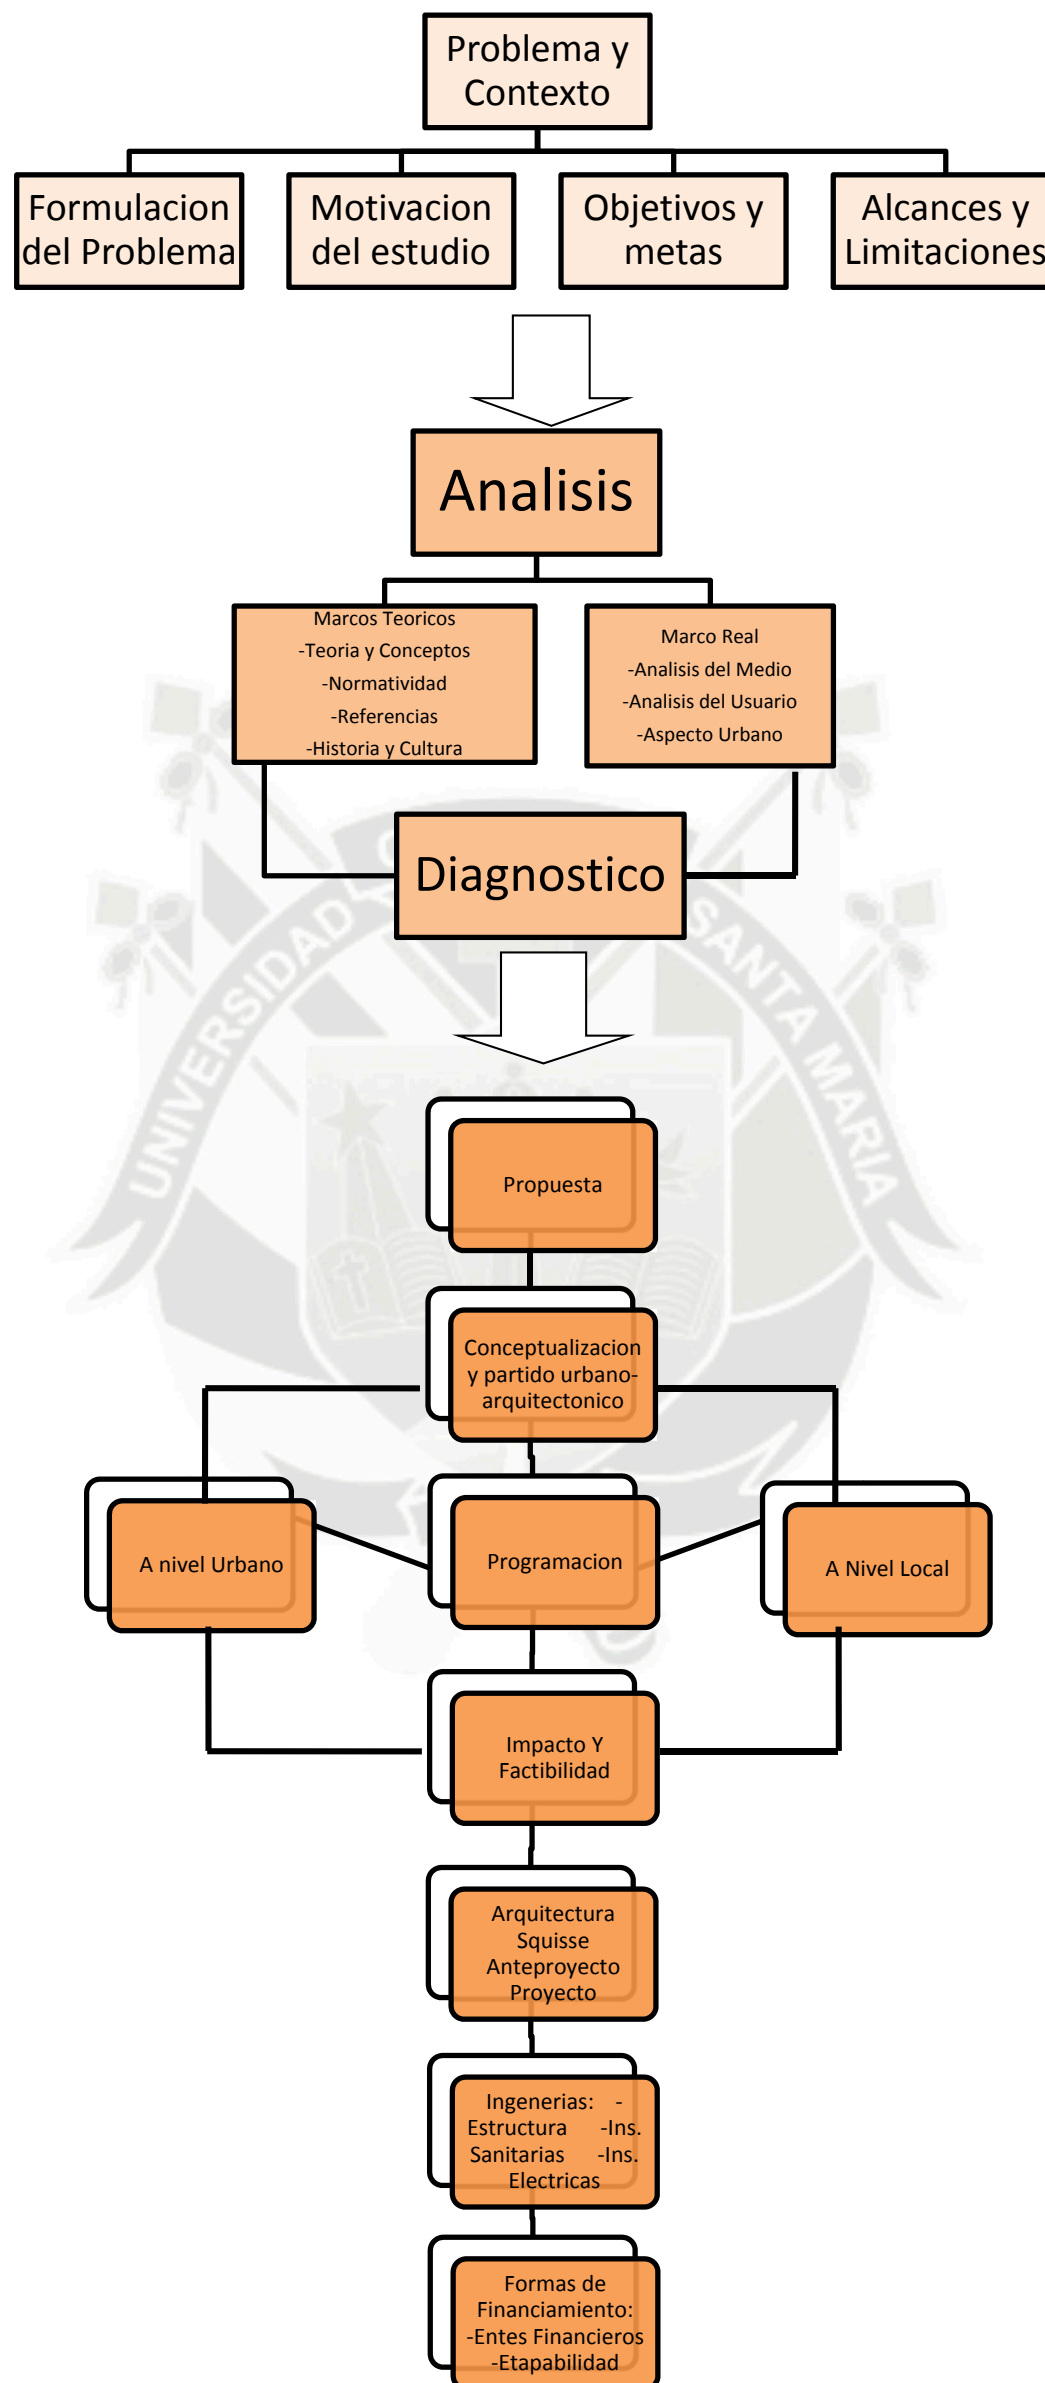 Problema y
Contexto
Formulacion
del Problema
Motivacion
del estudio
Objetivos y
metas
Alcances y
Limitaciones
Analisis
Marcos Teoricos
-Teoria y Conceptos
-Normatividad
-Referencias
-Historia y Cultura
Marco Real
-Analisis del Medio
-Analisis del Usuario
-Aspecto Urbano
Diagnostico
UNIVERSIDAD
SANTA MARIA
Propuesta
Conceptualizacion
y partido urbano-
arquitectonico
A nivel Urbano
Programacion
A Nivel Local
Impacto Y
Factibilidad
Arquitectura
Squisse
Anteproyecto
Proyecto
Ingenerias: -
Estructura -Ins.
Sanitarias -Ins.
Electricas
Formas de
Financiamiento:
-Entes Financieros
-Etapabilidad